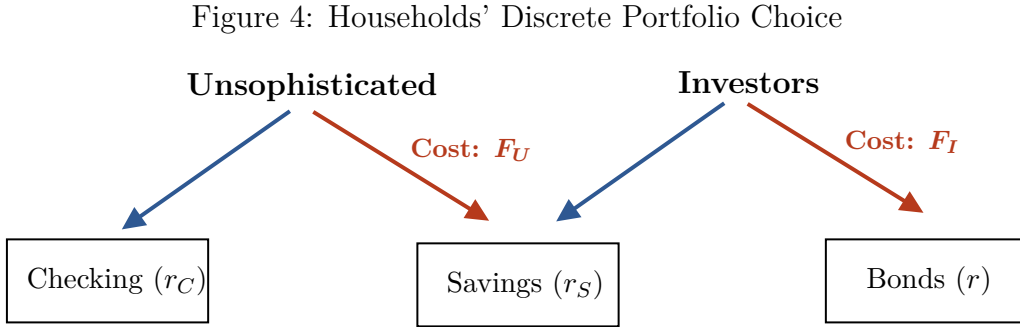 Figure 4: Households' Discrete Portfolio Choice
Unsophisticated
Investors
Cost: F_U
Cost: F_I
Checking (r_C)
Savings (r_S)
Bonds (r)